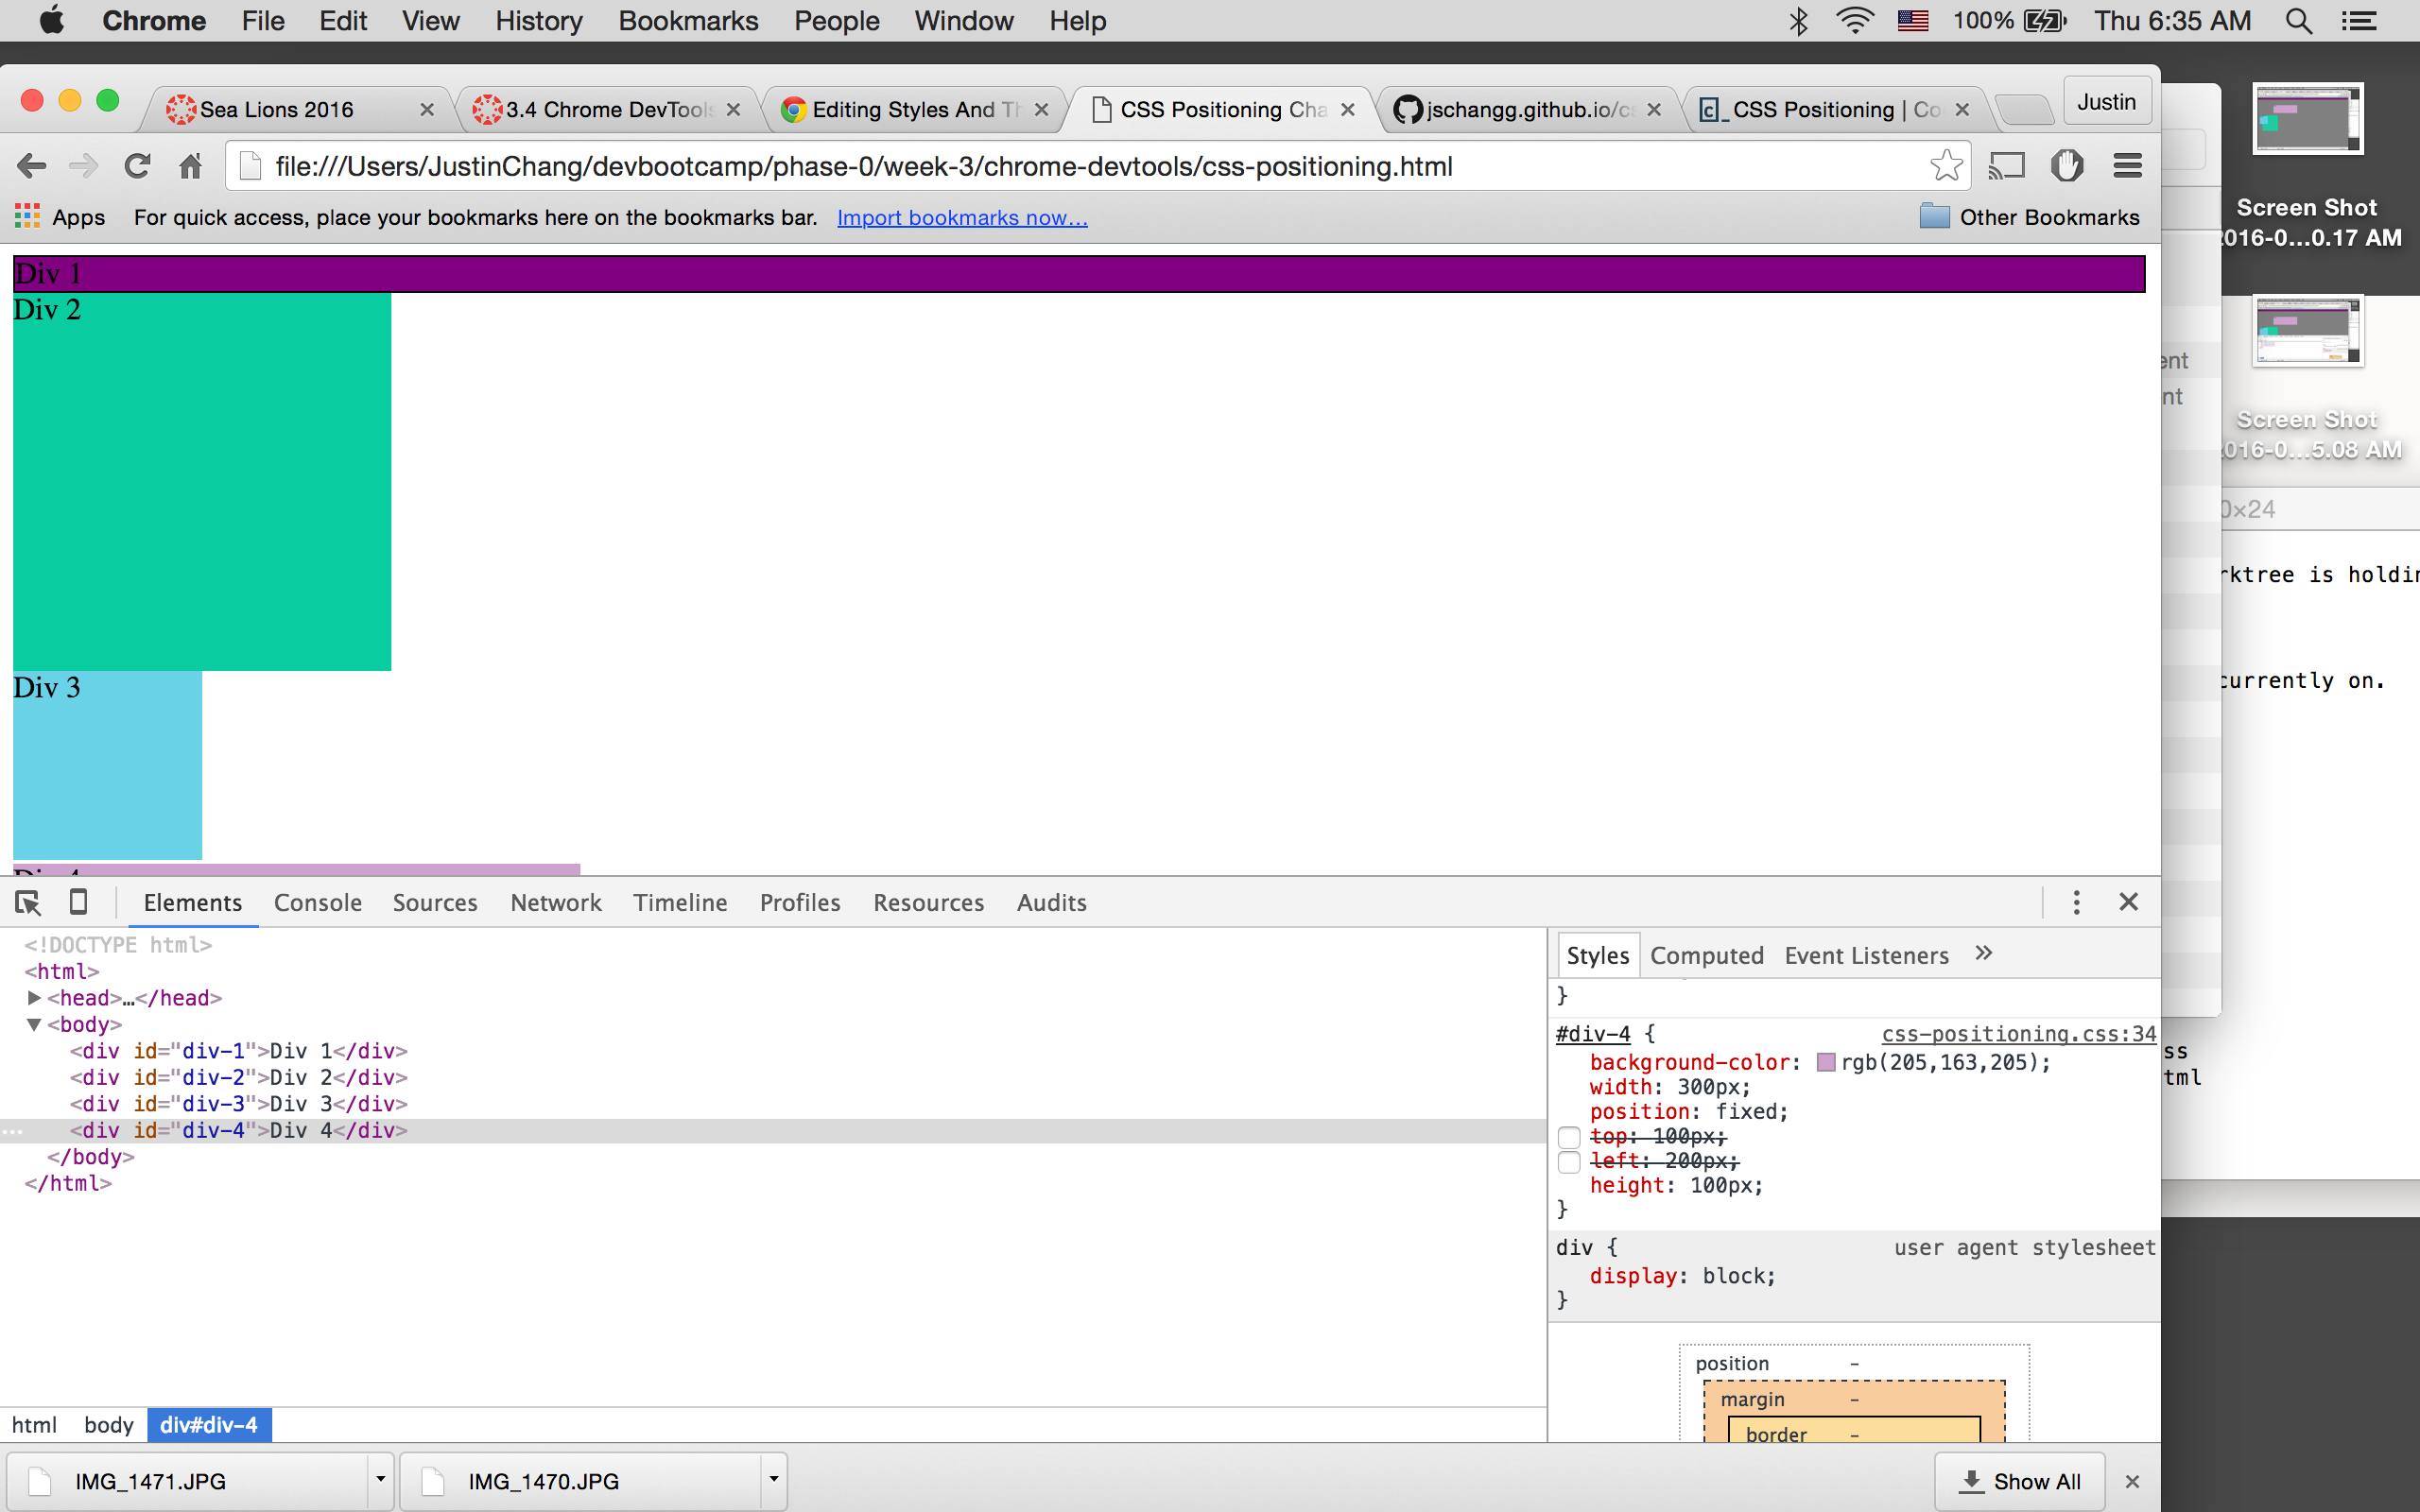 Chrome File Edit View History Bookmarks People Window Help 100% Thu 6:35 AM
Sea Lions 2016 3.4 Chrome DevTools Editing Styles And Th CSS Positioning Cha jschangg.github.io/cs CSS Positioning | Co Justin
file:///Users/JustinChang/devbootcamp/phase-0/week-3/chrome-devtools/css-positioning.html
Apps For quick access, place your bookmarks here on the bookmarks bar. Import bookmarks now... Other Bookmarks
Screen Shot
2016-0...0.17 AM
Screen Shot
2016-0...5.08 AM
ent
nt
0×24
rktree is holdin
currently on.
ss
tml
Div 1
Div 2
Div 3
Div 4
Elements Console Sources Network Timeline Profiles Resources Audits
<!DOCTYPE html>
<html>
<head>…</head>
<body>
<div id="div-1">Div 1</div>
<div id="div-2">Div 2</div>
<div id="div-3">Div 3</div>
<div id="div-4">Div 4</div>
</body>
</html>
html body div#div-4
Styles Computed Event Listeners »
}
#div-4 { css-positioning.css:34
background-color: rgb(205,163,205);
width: 300px;
position: fixed;
top: 100px;
left: 200px;
height: 100px;
}
div { user agent stylesheet
display: block;
}
position -
margin -
border -
IMG_1471.JPG IMG_1470.JPG Show All